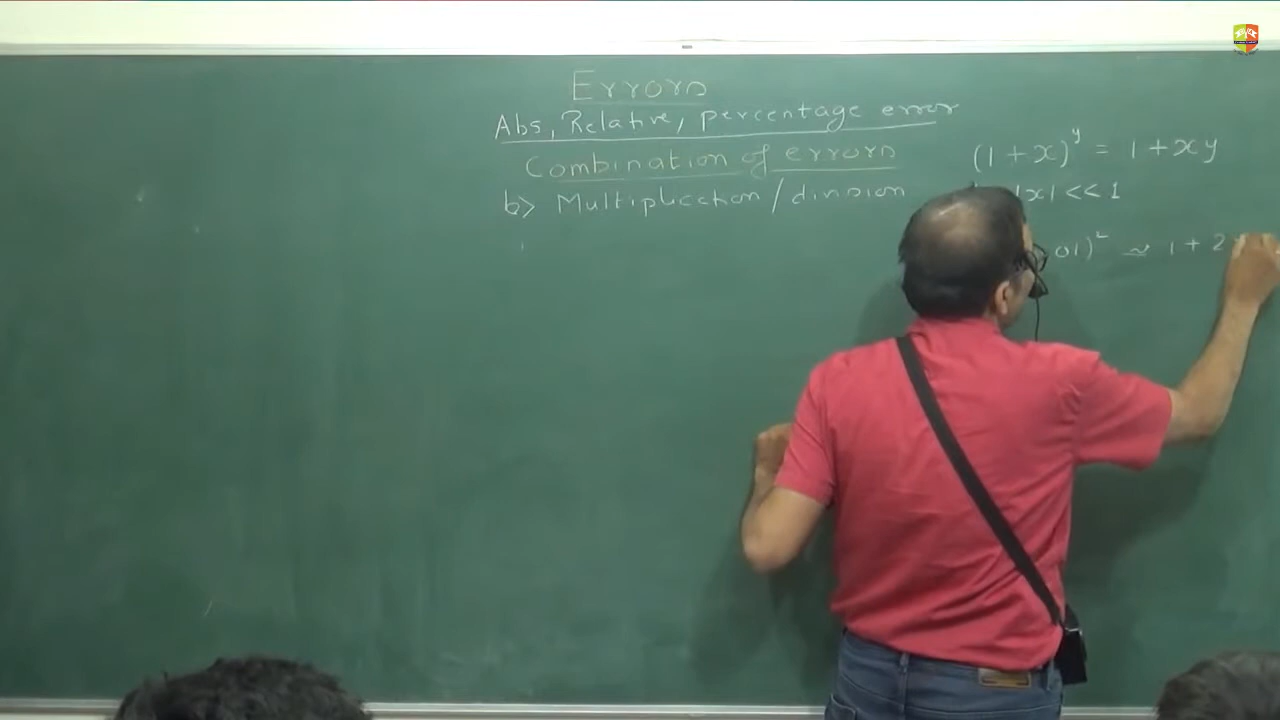 Errors
Abs, Relative, percentage error
Combination of errors
b> Multiplication/division
(1+x)^y = 1+xy
|x| << 1
01)² ≃ 1 + 2